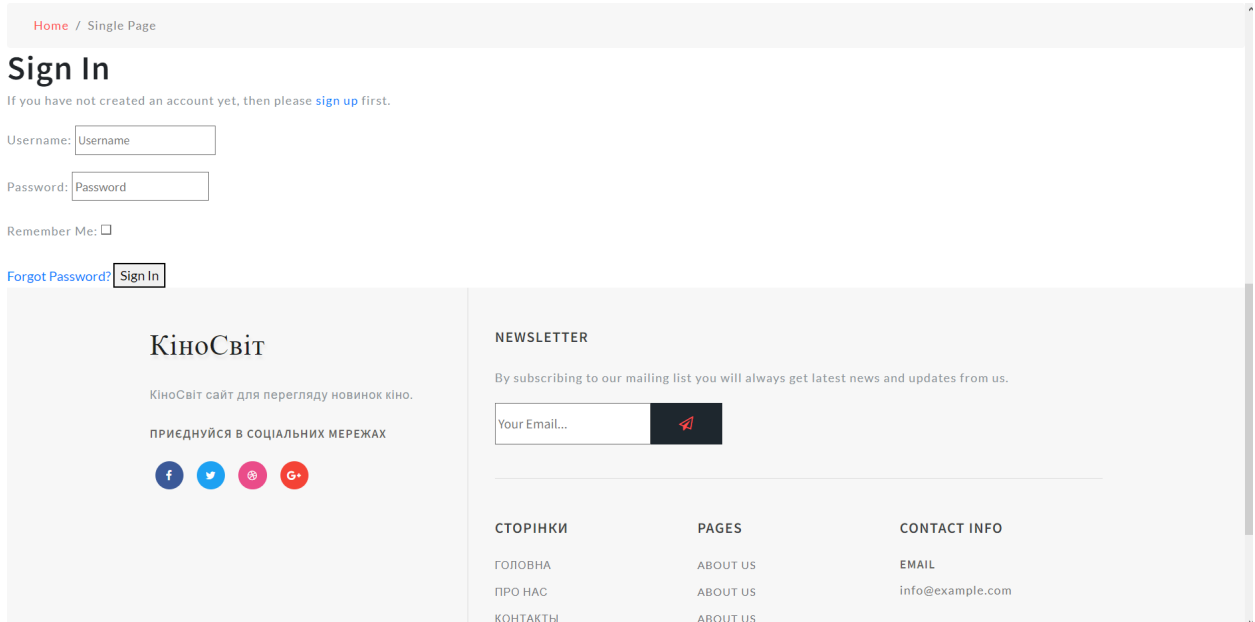 Home / Single Page
Sign In
If you have not created an account yet, then please sign up first.
Username: Username
Password: Password
Remember Me:
Forgot Password? Sign In
КіноСвіт
КіноСвіт сайт для перегляду новинок кіно.
ПРИЄДНУЙСЯ В СОЦІАЛЬНИХ МЕРЕЖАХ
NEWSLETTER
By subscribing to our mailing list you will always get latest news and updates from us.
Your Email...
СТОРІНКИ
ГОЛОВНА
ПРО НАС
КОНТАКТЫ
PAGES
ABOUT US
ABOUT US
ABOUT US
CONTACT INFO
EMAIL
info@example.com